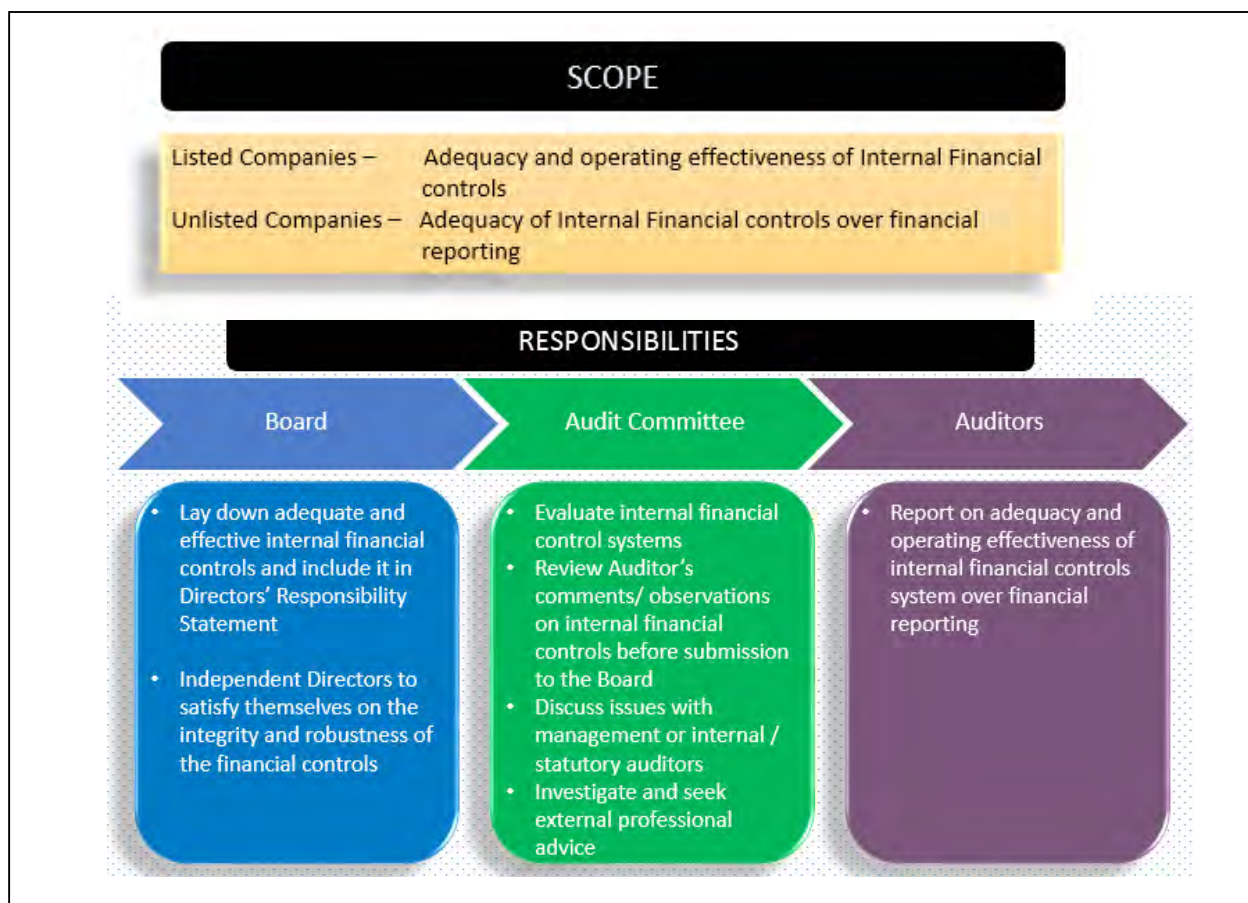 SCOPE
Listed Companies – Adequacy and operating effectiveness of Internal Financial
controls
Unlisted Companies – Adequacy of Internal Financial controls over financial
reporting
RESPONSIBILITIES
Board
Audit Committee
Auditors
• Lay down adequate and
effective internal financial
controls and include it in
Directors’ Responsibility
Statement
• Independent Directors to
satisfy themselves on the
integrity and robustness of
the financial controls
• Evaluate internal financial
control systems
• Review Auditor’s
comments/ observations
on internal financial
controls before submission
to the Board
• Discuss issues with
management or internal /
statutory auditors
• Investigate and seek
external professional
advice
• Report on adequacy and
operating effectiveness of
internal financial controls
system over financial
reporting